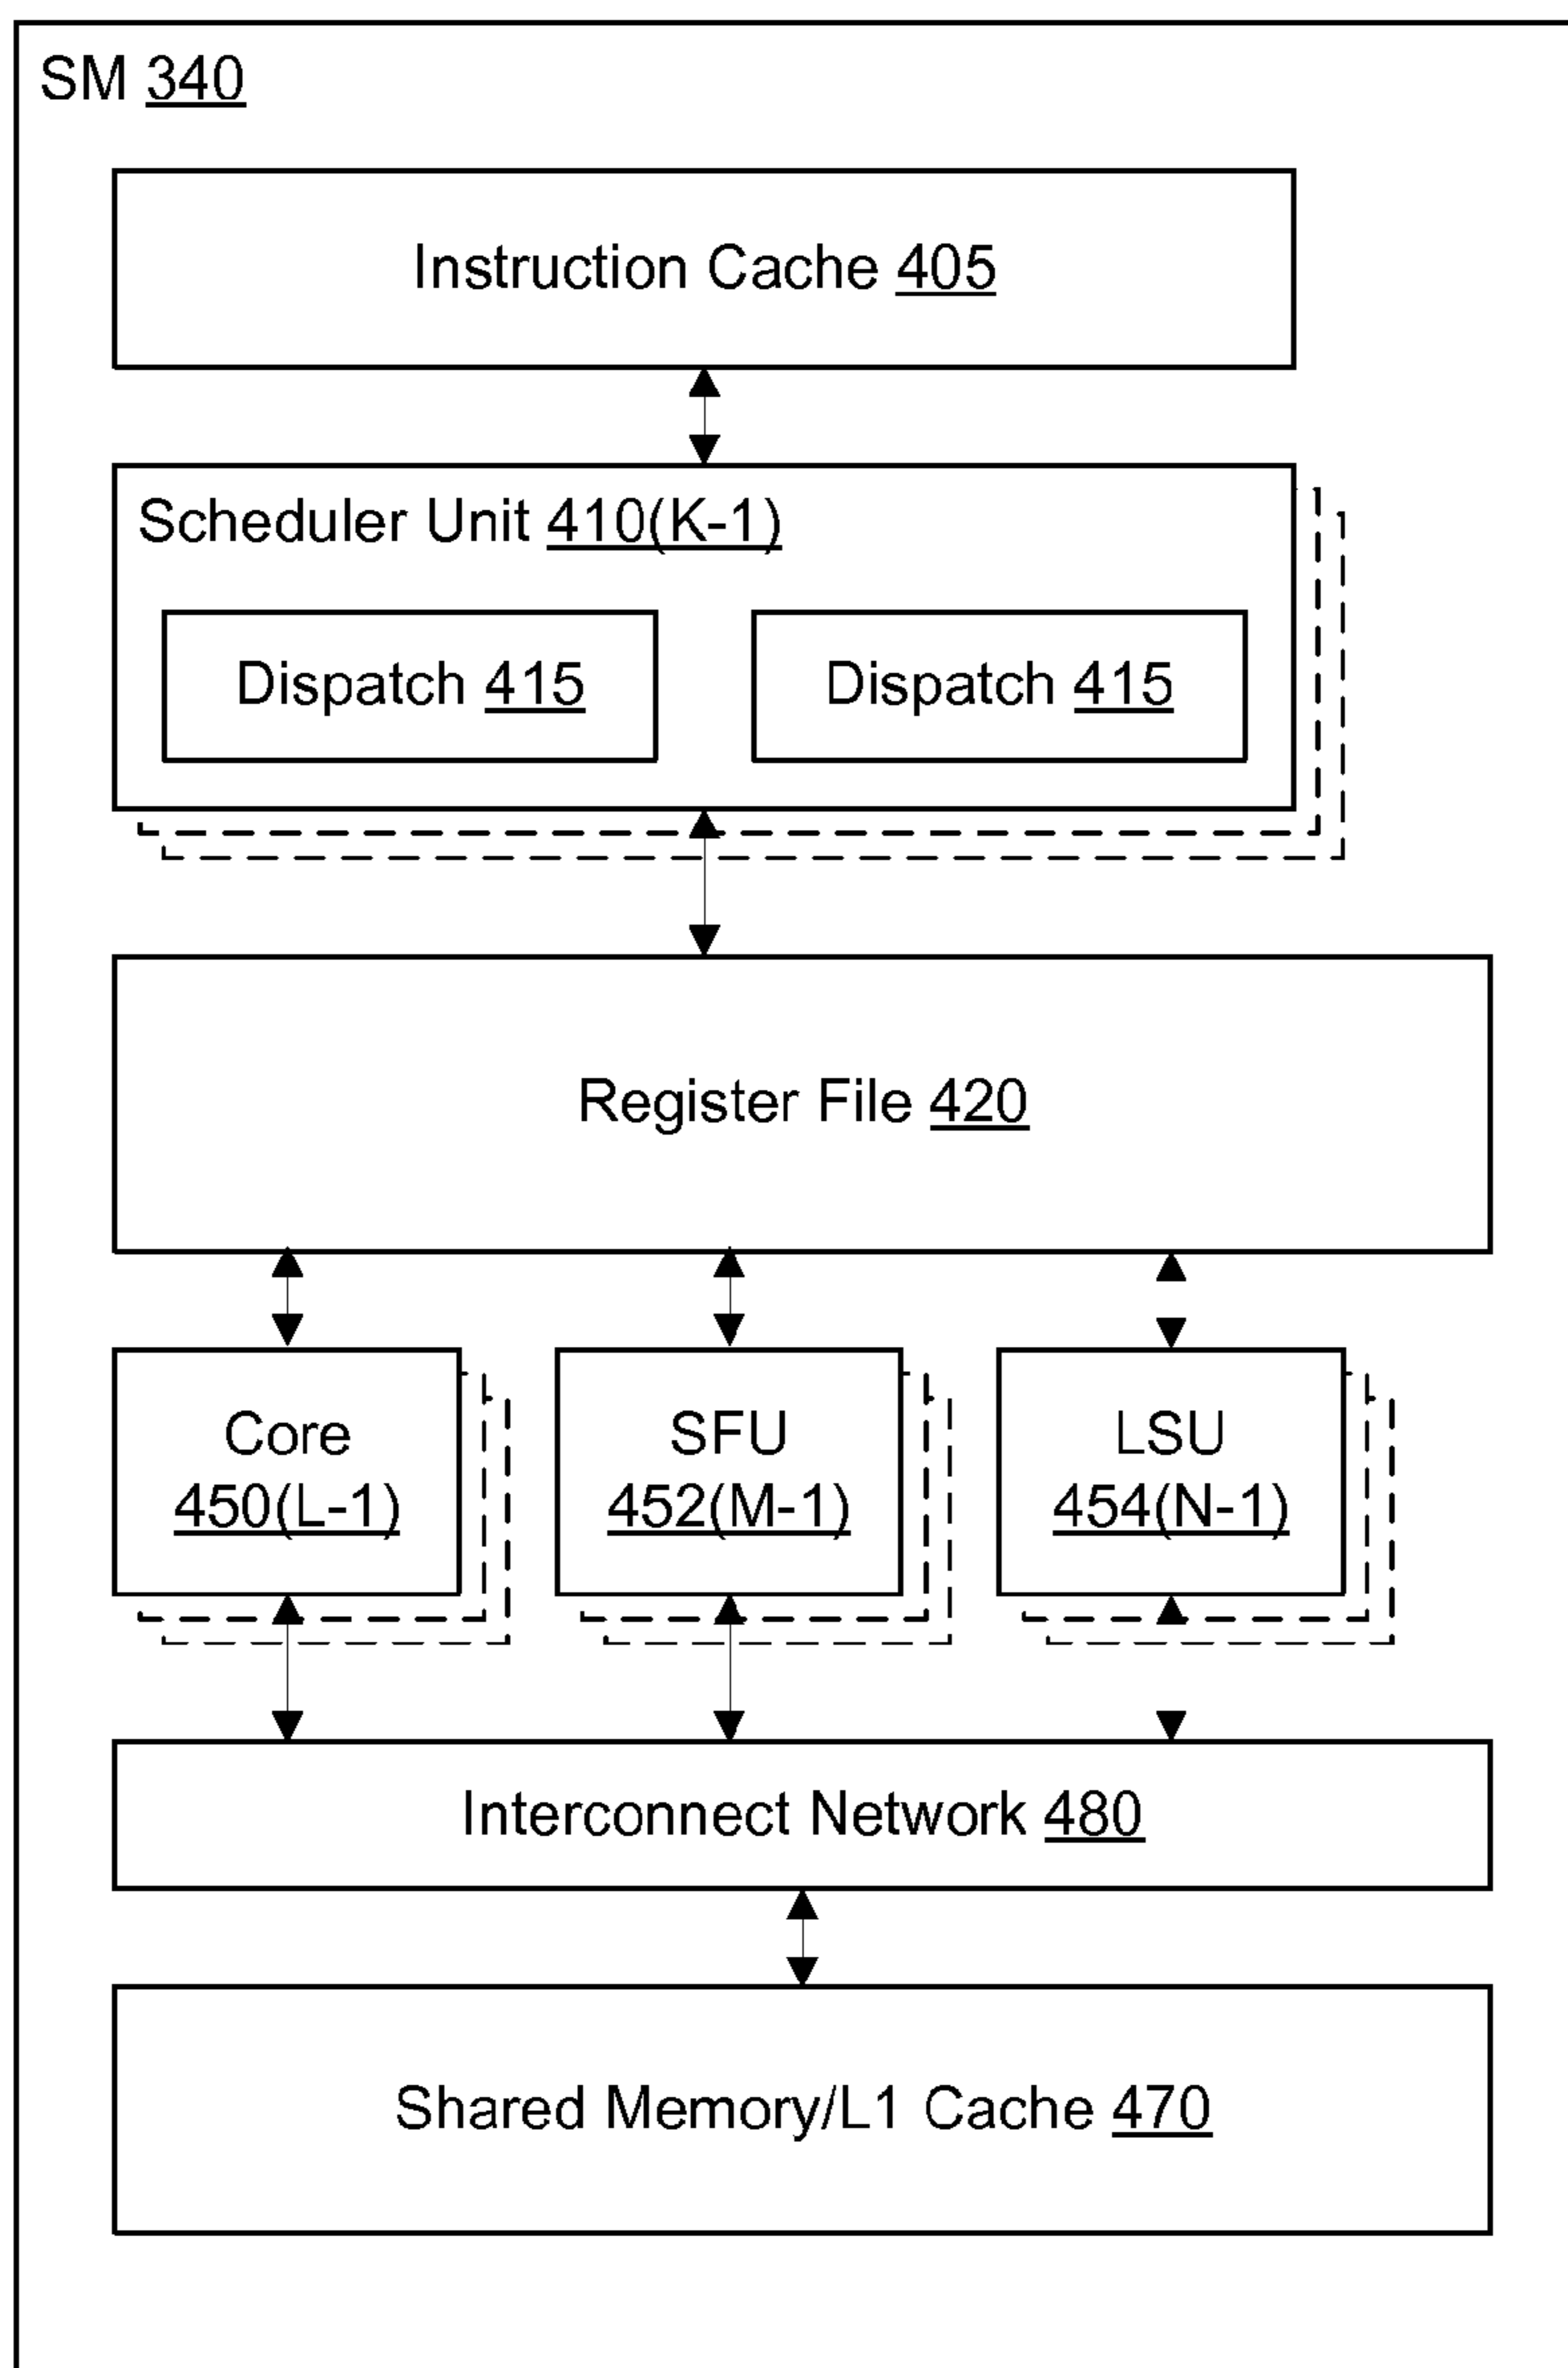 SM 340
Instruction Cache 405
Scheduler Unit 410(K-1)
Dispatch 415
Dispatch 415
Register File 420
Core
450(L-1)
SFU
452(M-1)
LSU
454(N-1)
Interconnect Network 480
Shared Memory/L1 Cache 470